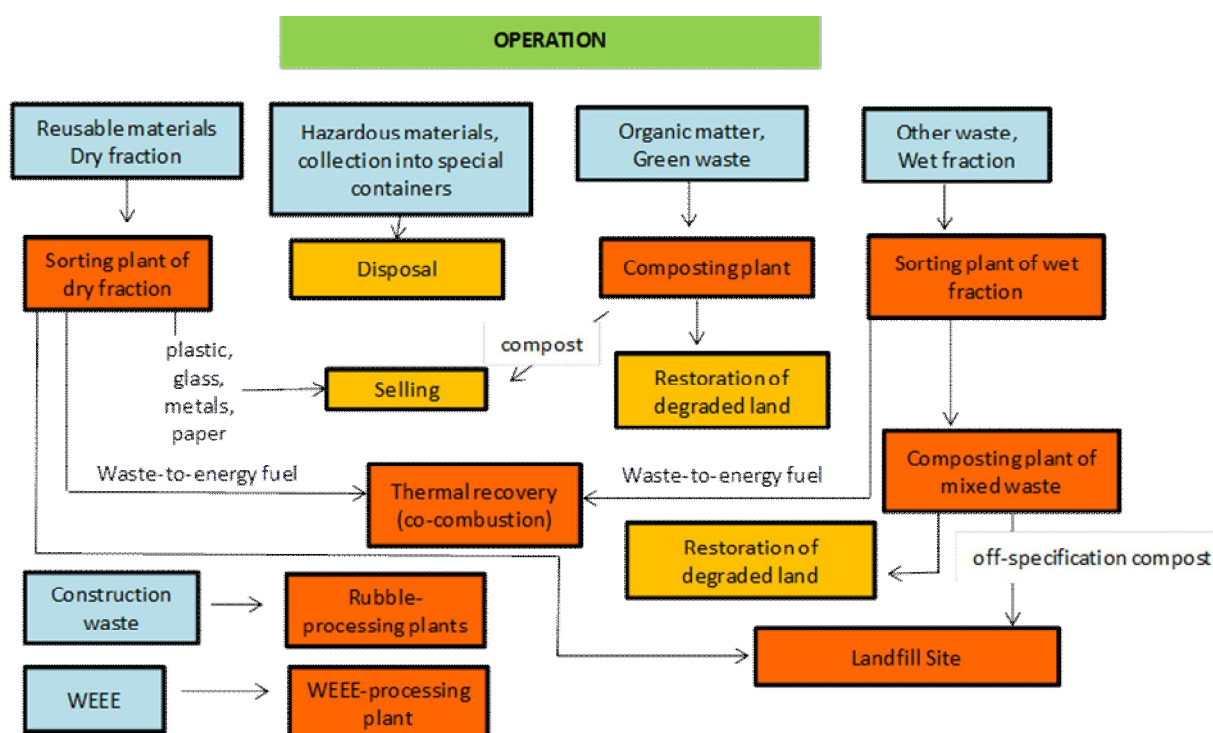 OPERATION
Reusable materials
Dry fraction
Hazardous materials,
collection into special
containers
Organic matter,
Green waste
Other waste,
Wet fraction
Sorting plant of
dry fraction
Disposal
Composting plant
Sorting plant of wet
fraction
plastic,
glass,
metals,
paper
Selling
compost
Restoration of
degraded land
Waste-to-energy fuel
Thermal recovery
(co-combustion)
Waste-to-energy fuel
Composting plant of
mixed waste
Restoration of
degraded land
off-specification compost
Construction
waste
Rubble-
processing plants
Landfill Site
WEEE
WEEE-processing
plant